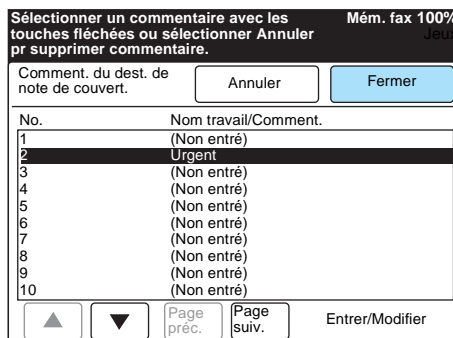 Sélectionner un commentaire avec les
touches fléchées ou sélectionner Annuler
pr supprimer commentaire.
Mém. fax 100%
Jeux
Comment. du dest. de
note de couvert.
Annuler
Fermer
No. Nom travail/Comment.
1 (Non entré)
2 Urgent
3 (Non entré)
4 (Non entré)
5 (Non entré)
6 (Non entré)
7 (Non entré)
8 (Non entré)
9 (Non entré)
10 (Non entré)
Page
préc.
Page
suiv.
Entrer/Modifier